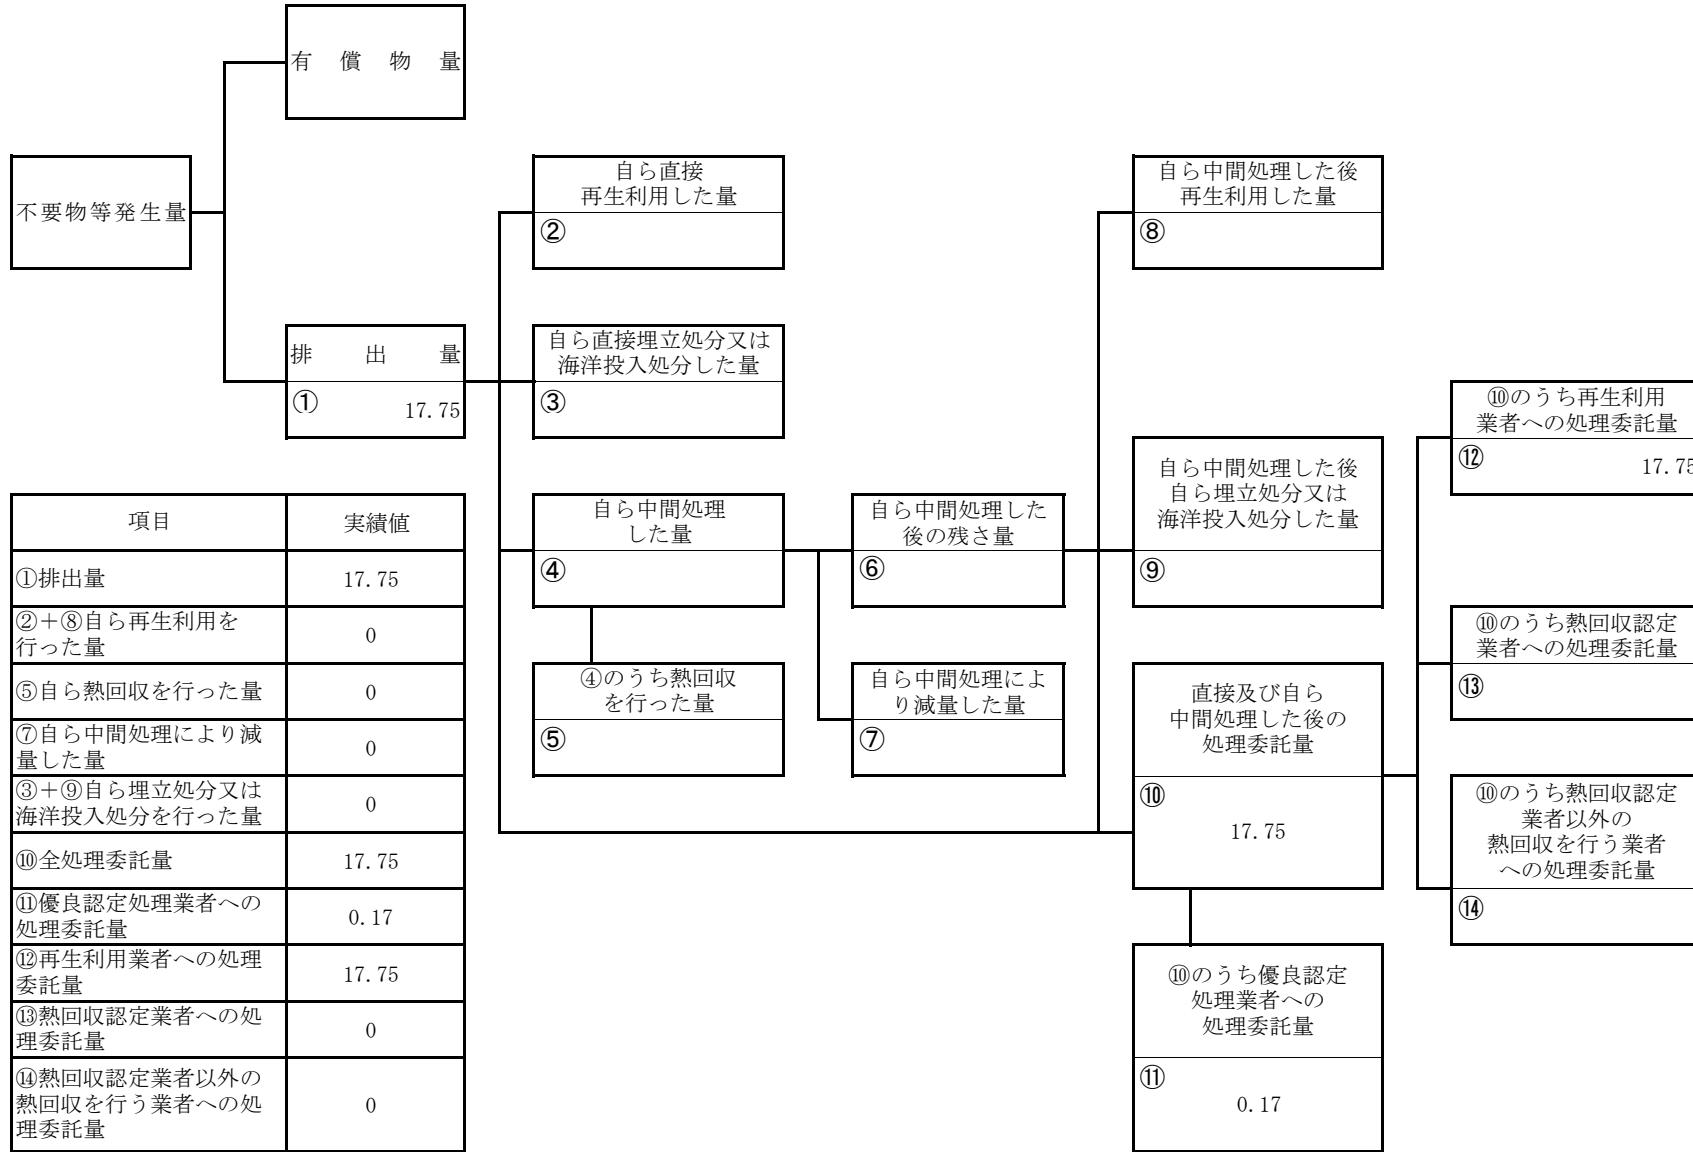 有償物量
不要物等発生量
排出量
① 17.75
自ら直接
再生利用した量
②
自ら直接埋立処分又は
海洋投入処分した量
③
自ら中間処理
した量
④
④のうち熱回収
を行った量
⑤
自ら中間処理した
後の残さ量
⑥
自ら中間処理によ
り減量した量
⑦
自ら中間処理した後
再生利用した量
⑧
自ら中間処理した後
自ら埋立処分又は
海洋投入処分した量
⑨
直接及び自ら
中間処理した後の
処理委託量
⑩
17.75
⑩のうち優良認定
処理業者への
処理委託量
⑪
0.17
⑩のうち再生利用
業者への処理委託量
⑫ 17.75
⑩のうち熱回収認定
業者への処理委託量
⑬
⑩のうち熱回収認定
業者以外の
熱回収を行う業者
への処理委託量
⑭
項目 実績値
①排出量 17.75
②＋⑧自ら再生利用を
行った量 0
⑤自ら熱回収を行った量 0
⑦自ら中間処理により減
量した量 0
③＋⑨自ら埋立処分又は
海洋投入処分を行った量 0
⑩全処理委託量 17.75
⑪優良認定処理業者への
処理委託量 0.17
⑫再生利用業者への処理
委託量 17.75
⑬熱回収認定業者への処
理委託量 0
⑭熱回収認定業者以外の
熱回収を行う業者への処
理委託量 0